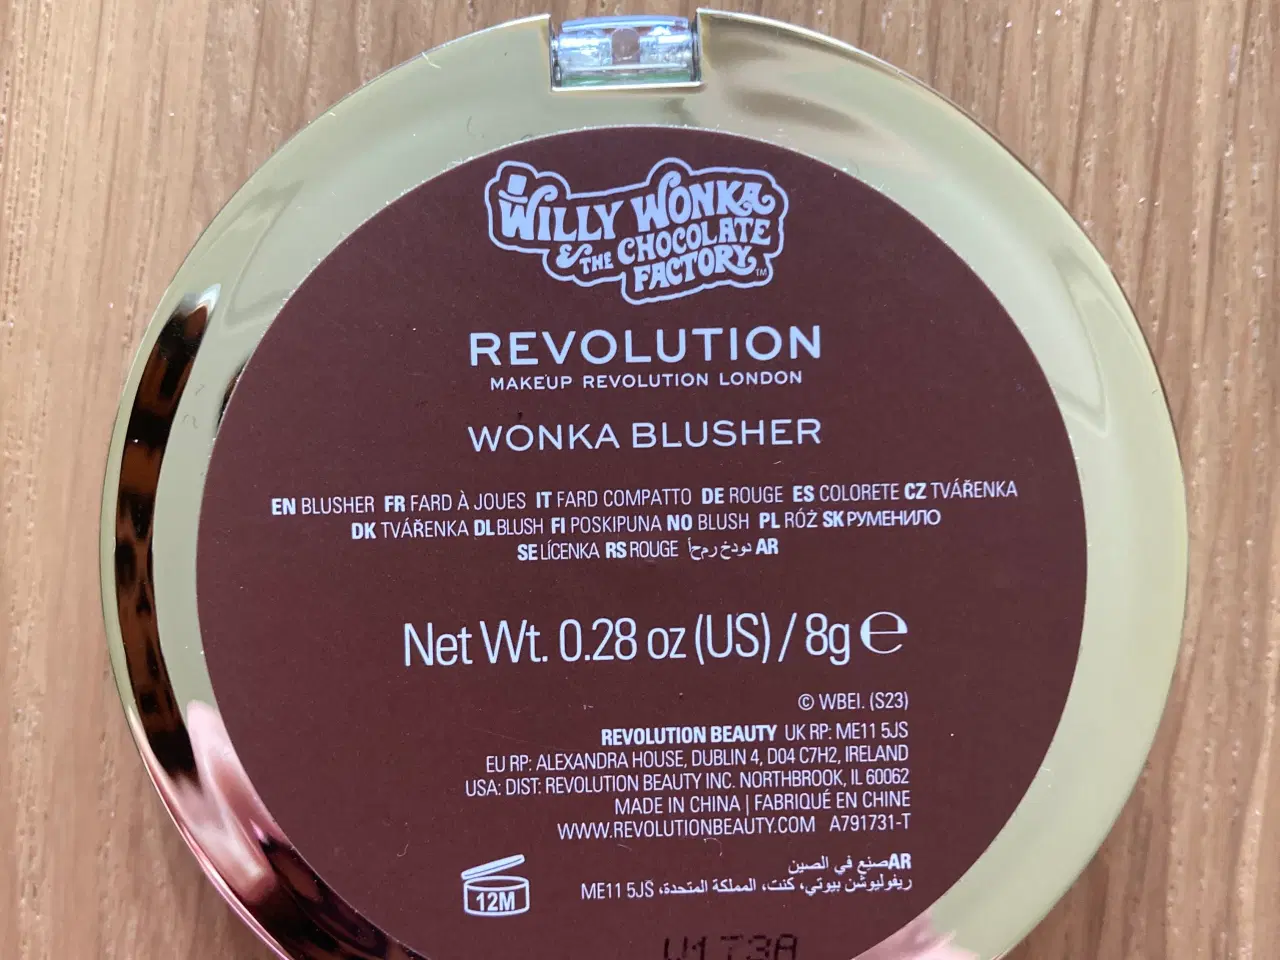 WILLY WONKA
& THE CHOCOLATE
FACTORY™
REVOLUTION
MAKEUP REVOLUTION LONDON
WONKA BLUSHER
EN BLUSHER FR FARD À JOUES IT FARD COMPATTO DE ROUGE ES COLORETE CZ TVÁŘENKA
DK TVÁŘENKA DL BLUSH FI POSKIPUNA NO BLUSH PL RÓŻ SK РУМЕНИЛО
SE LÍCENKA RS ROUGE أحمر خدود AR
Net Wt. 0.28 oz (US) / 8g ℮
© WBEI. (S23)
REVOLUTION BEAUTY UK RP: ME11 5JS
EU RP: ALEXANDRA HOUSE, DUBLIN 4, D04 C7H2, IRELAND
USA: DIST: REVOLUTION BEAUTY INC. NORTHBROOK, IL 60062
MADE IN CHINA | FABRIQUÉ EN CHINE
WWW.REVOLUTIONBEAUTY.COM A791731-T
ARصنع في الصين
ريفوليوشن بيوتي، كنت، المملكة المتحدة، ME11 5JS
12M